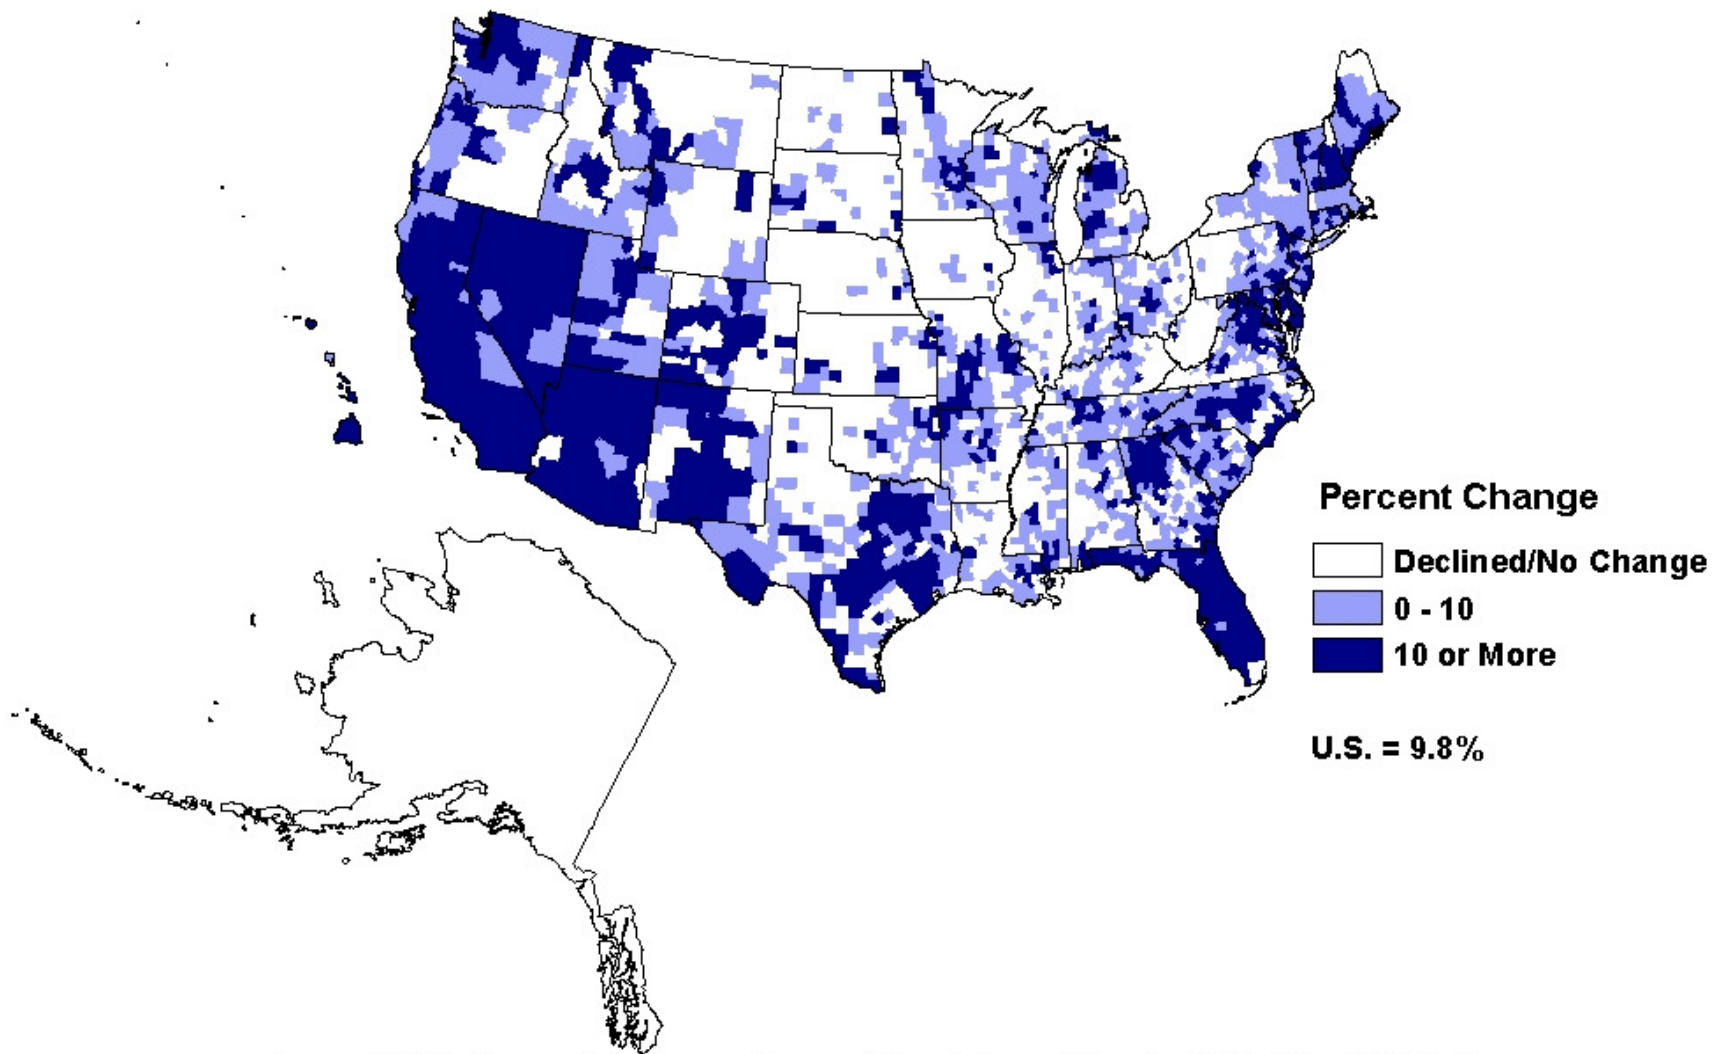 Percent Change
Declined/No Change
0 - 10
10 or More
U.S. = 9.8%